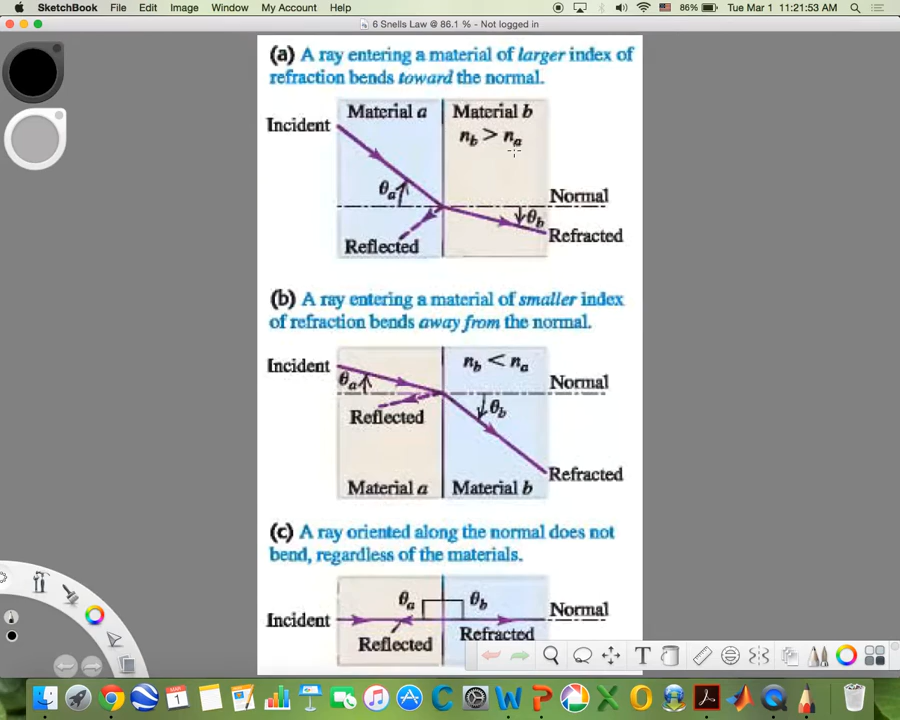 SketchBook File Edit Image Window My Account Help 86% Tue Mar 1 11:21:53 AM
6 Snells Law @ 86.1 % - Not logged in
(a) A ray entering a material of larger index of
refraction bends toward the normal.
Material a Material b
Incident
nb > na
θa
Normal
θb
Refracted
Reflected
(b) A ray entering a material of smaller index
of refraction bends away from the normal.
Incident
nb < na
θa
Normal
θb
Reflected
Refracted
Material a Material b
(c) A ray oriented along the normal does not
bend, regardless of the materials.
θa θb
Incident
Normal
Reflected
Refracted